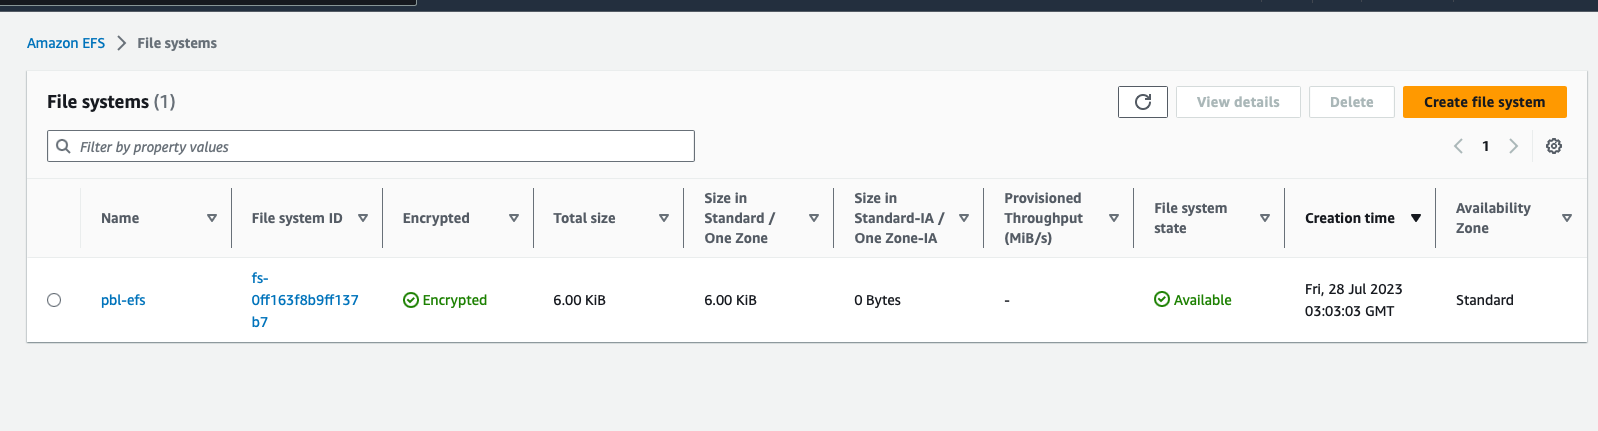 Amazon EFS > File systems
File systems (1)
View details
Delete
Create file system
Filter by property values
1
Name
File system ID
Encrypted
Total size
Size in
Standard /
One Zone
Size in
Standard-IA /
One Zone-IA
Provisioned
Throughput
(MiB/s)
File system
state
Creation time
Availability
Zone
pbl-efs
fs-
0ff163f8b9ff137
b7
Encrypted
6.00 KiB
6.00 KiB
0 Bytes
-
Available
Fri, 28 Jul 2023
03:03:03 GMT
Standard